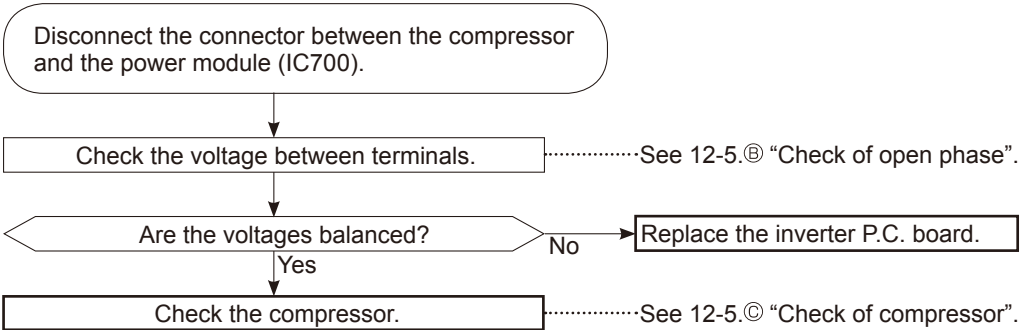 Disconnect the connector between the compressor
and the power module (IC700).
Check the voltage between terminals.
See 12-5.Ⓑ “Check of open phase”.
Are the voltages balanced?
No
Replace the inverter P.C. board.
Yes
Check the compressor.
See 12-5.Ⓒ “Check of compressor”.